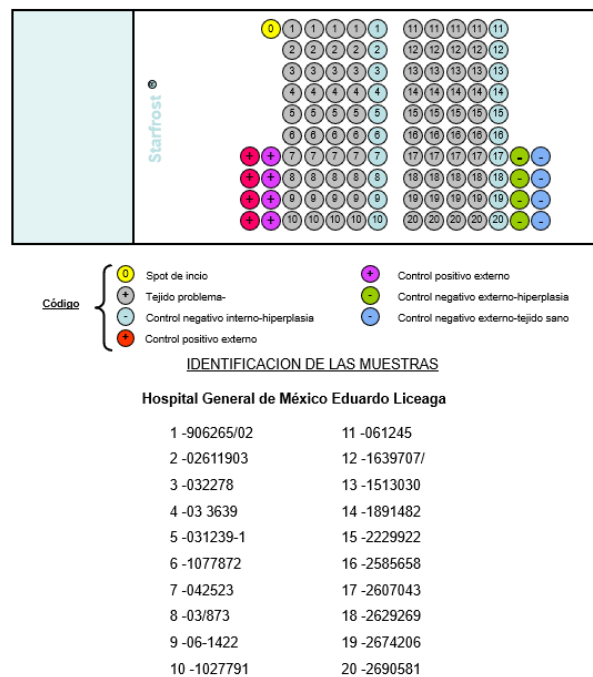 Starfrost ®
0 1 1 1 1 1 11 11 11 11 11
2 2 2 2 2 12 12 12 12 12
3 3 3 3 3 13 13 13 13 13
4 4 4 4 4 14 14 14 14 14
5 5 5 5 5 15 15 15 15 15
6 6 6 6 6 16 16 16 16 16
+ + 7 7 7 7 7 17 17 17 17 17 - -
+ + 8 8 8 8 8 18 18 18 18 18 - -
+ + 9 9 9 9 9 19 19 19 19 19 - -
+ + 10 10 10 10 10 20 20 20 20 20 - -
Código
0 Spot de incio
+ Tejido problema-
- Control negativo interno-hiperplasia
+ Control positivo externo
+ Control positivo externo
- Control negativo externo-hiperplasia
- Control negativo externo-tejido sano
IDENTIFICACION DE LAS MUESTRAS
Hospital General de México Eduardo Liceaga
1 -906265/02
2 -02611903
3 -032278
4 -03 3639
5 -031239-1
6 -1077872
7 -042523
8 -03/873
9 -06-1422
10 -1027791
11 -061245
12 -1639707/
13 -1513030
14 -1891482
15 -2229922
16 -2585658
17 -2607043
18 -2629269
19 -2674206
20 -2690581